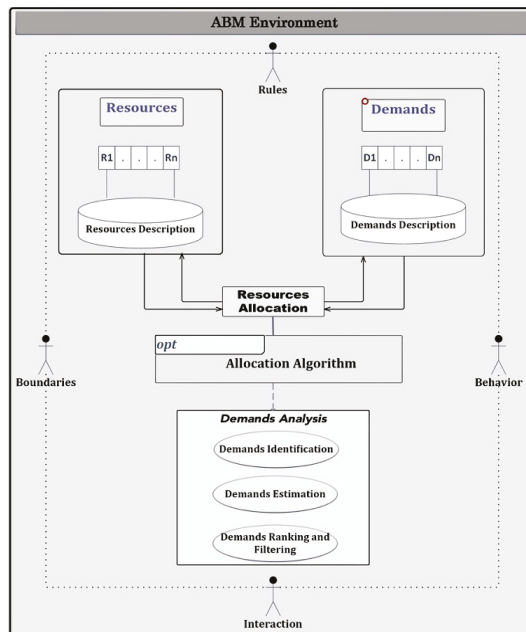 ABM Environment
Rules
Resources
Demands
R1 . . . Rn
D1 . . . Dn
Resources Description
Demands Description
Resources
Allocation
opt
Allocation Algorithm
Boundaries
Behavior
Demands Analysis
Demands Identification
Demands Estimation
Demands Ranking and
Filtering
Interaction